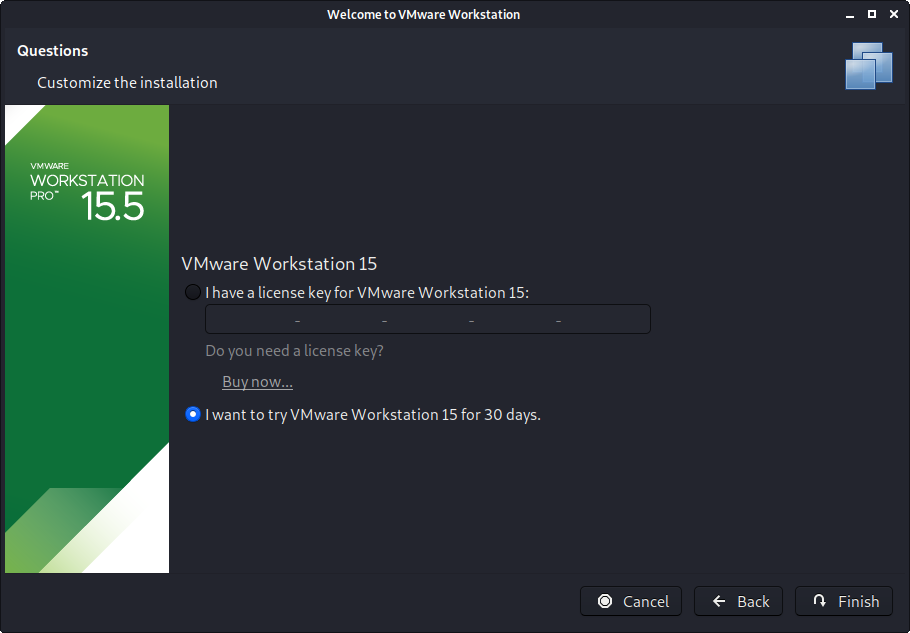 Welcome to VMware Workstation
Questions
Customize the installation
VMWARE
WORKSTATION
PRO™ 15.5
VMware Workstation 15
I have a license key for VMware Workstation 15:
- - - -
Do you need a license key?
Buy now...
I want to try VMware Workstation 15 for 30 days.
Cancel Back Finish